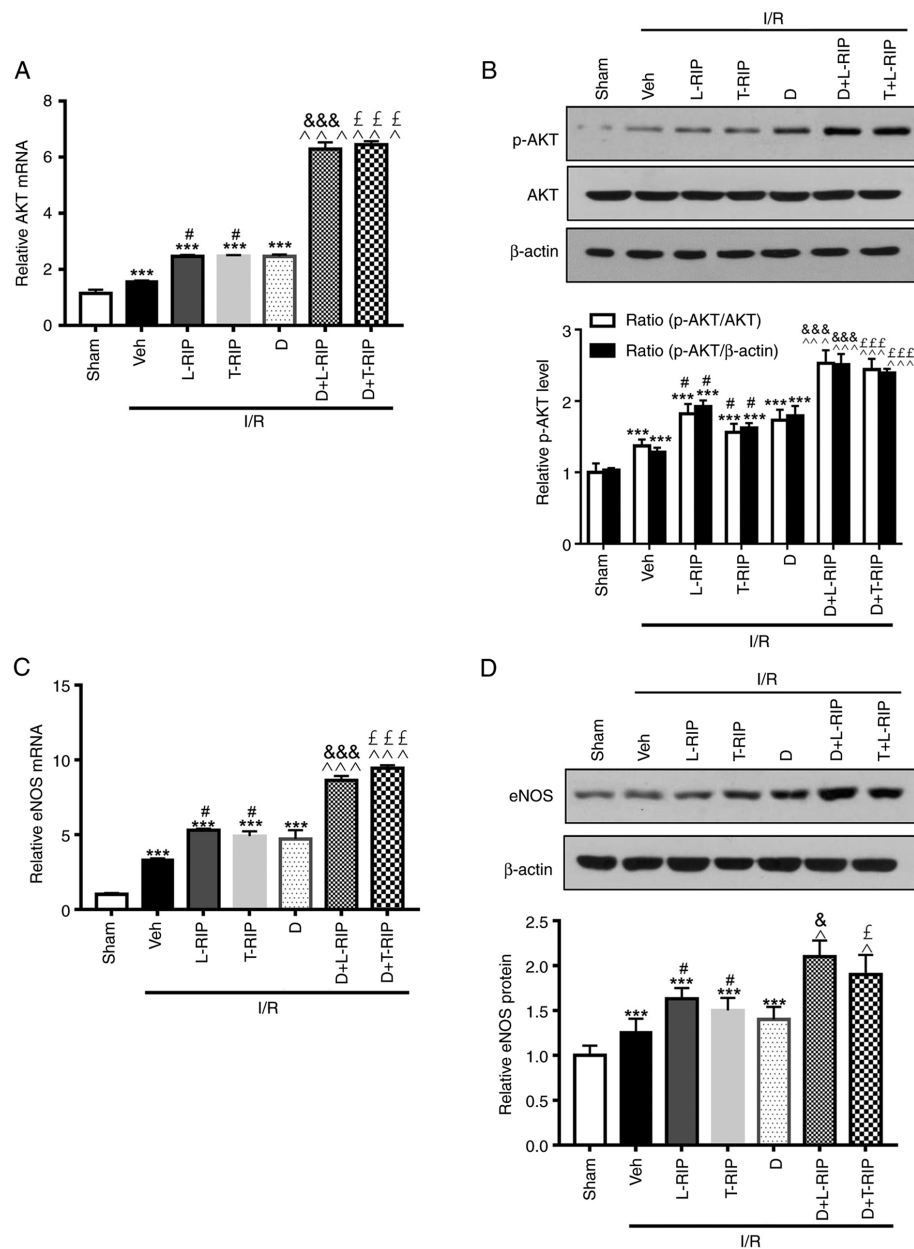 A
Relative AKT mRNA
8
6
4
2
0
***
#
***
#
***
***
&&&
^ ^ ^
£ £ £
^ ^ ^
Sham
Veh
L-RIP
T-RIP
D
D+L-RIP
D+T-RIP
I/R
B
I/R
Sham
Veh
L-RIP
T-RIP
D
D+L-RIP
T+L-RIP
p-AKT
AKT
β-actin
Relative p-AKT level
3
2
1
0
Ratio (p-AKT/AKT)
Ratio (p-AKT/β-actin)
*** ***
# #
*** ***
# #
*** ***
*** ***
&&& &&&
^^^ ^^^
£££ £££
^^^ ^^^
Sham
Veh
L-RIP
T-RIP
D
D+L-RIP
D+T-RIP
I/R
C
Relative eNOS mRNA
15
10
5
0
***
#
***
#
***
***
&&&
^^^
£ £ £
^ ^ ^
Sham
Veh
L-RIP
T-RIP
D
D+L-RIP
D+T-RIP
I/R
D
I/R
Sham
Veh
L-RIP
T-RIP
D
D+L-RIP
T+L-RIP
eNOS
β-actin
Relative eNOS protein
2.5
2.0
1.5
1.0
0.5
0.0
***
#
***
#
***
***
&
^
£
^
Sham
Veh
L-RIP
T-RIP
D
D+L-RIP
D+T-RIP
I/R